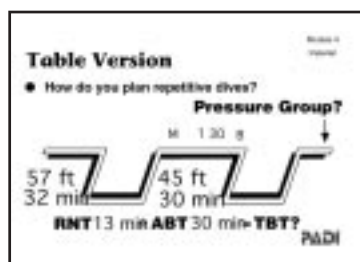 Table Version
● How do you plan repetitive dives?
Pressure Group?
M 1 30
57 ft
32 min
45 ft
30 min
RNT 13 min ABT 30 min= TBT?
PADI